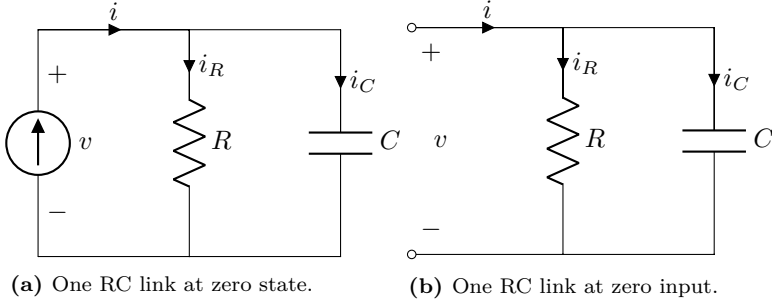 i i
+ i_R i_C + i_R i_C
v R C v R C
− −
(a) One RC link at zero state. (b) One RC link at zero input.